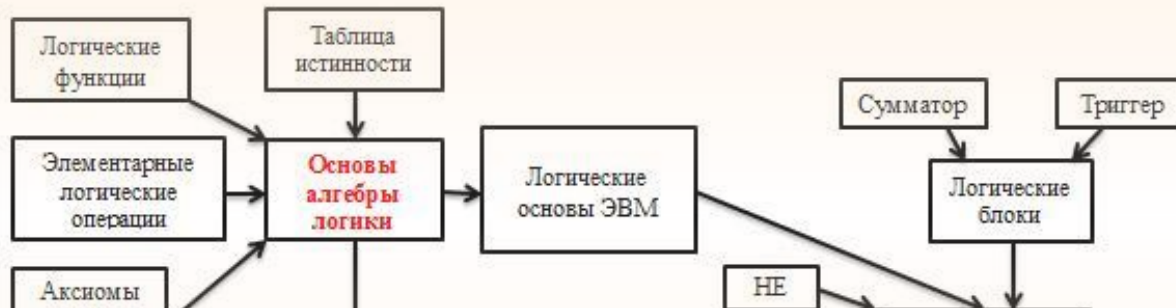 Логические
функции
Таблица
истинности
Сумматор
Триггер
Элементарные
логические
операции
Основы
алгебры
логики
Логические
основы ЭВМ
Логические
блоки
Аксиомы
НЕ